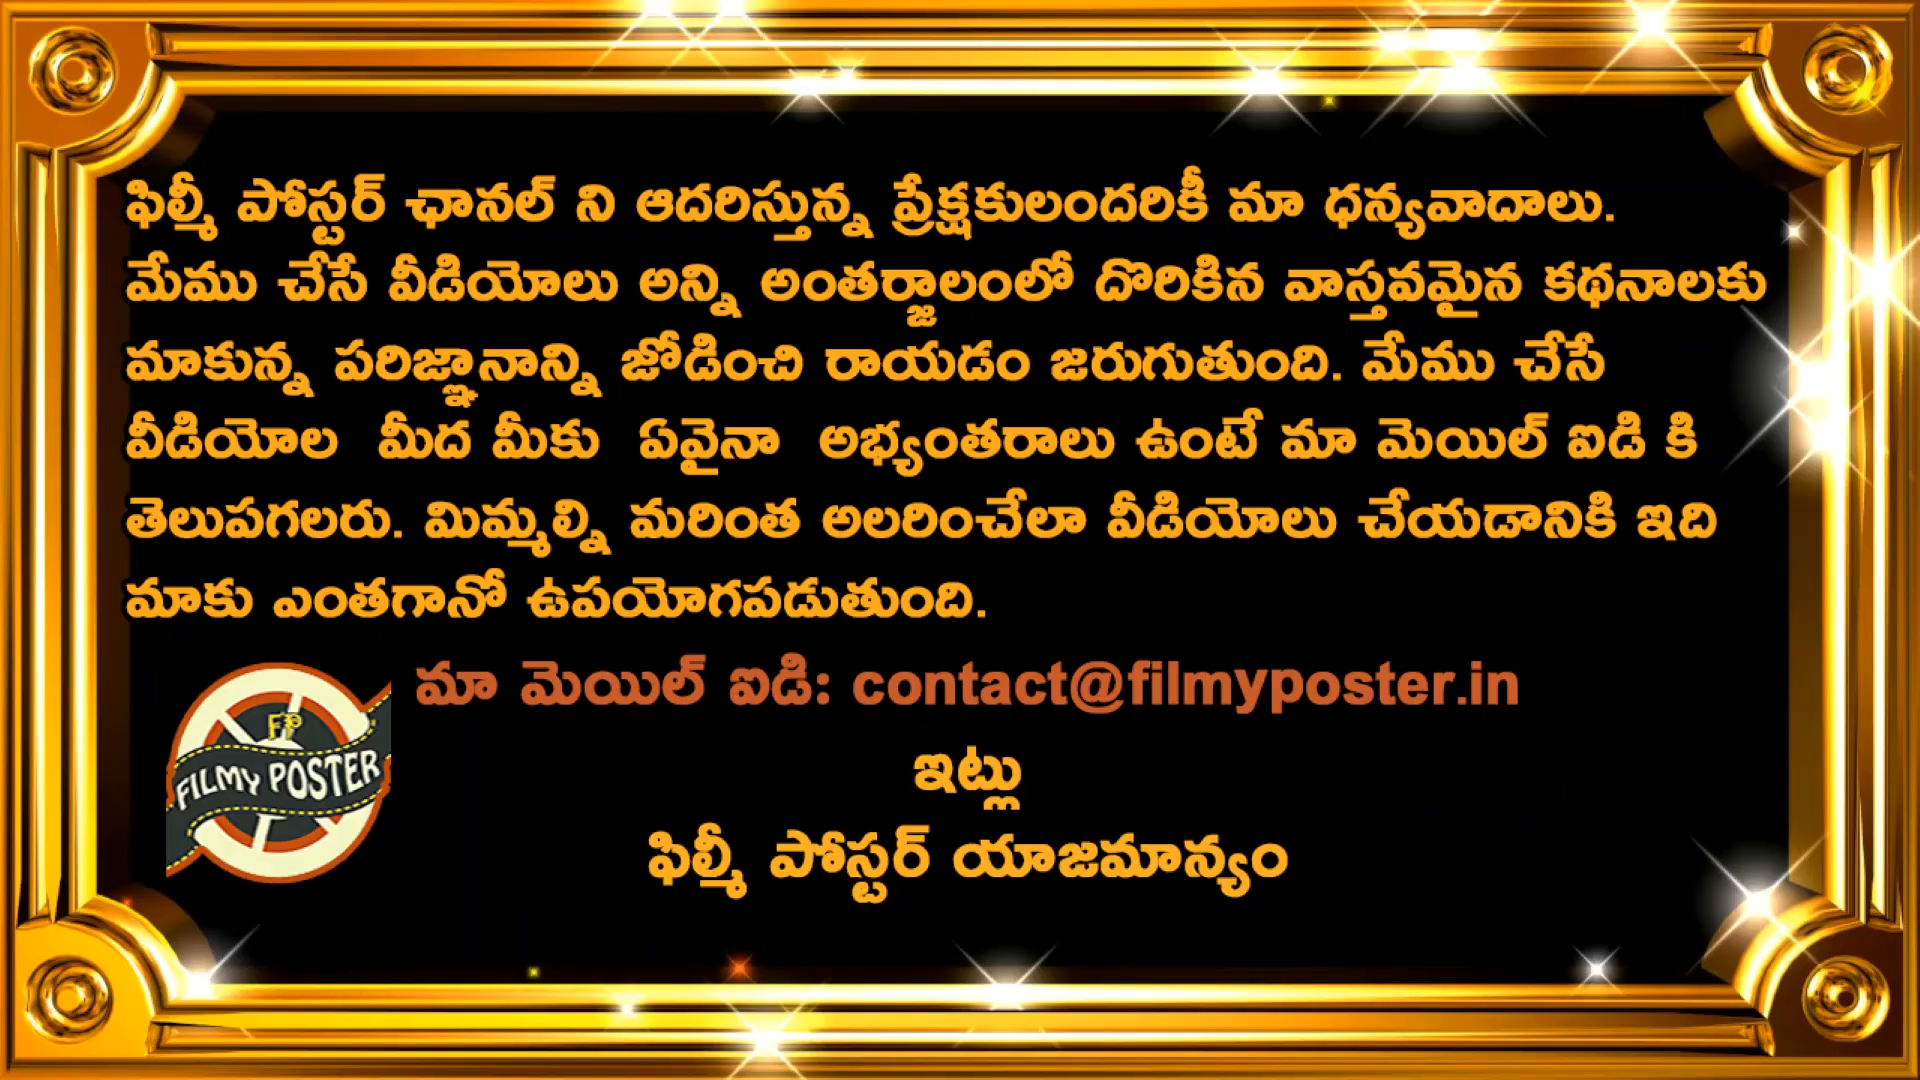 ఫిల్మీ పోస్టర్ ఛానల్ ని ఆదరిస్తున్న ప్రేక్షకులందరికీ మా ధన్యవాదాలు.
మేము చేసే వీడియోలు అన్ని అంతర్జాలంలో దొరికిన వాస్తవమైన కథనాలకు
మాకున్న పరిజ్ఞానాన్ని జోడించి రాయడం జరుగుతుంది. మేము చేసే
వీడియోల మీద మీకు ఏవైనా అభ్యంతరాలు ఉంటే మా మెయిల్ ఐడి కి
తెలుపగలరు. మిమ్మల్ని మరింత అలరించేలా వీడియోలు చేయడానికి ఇది
మాకు ఎంతగానో ఉపయోగపడుతుంది.
మా మెయిల్ ఐడి: contact@filmyposter.in
FP
FILMY POSTER
ఇట్లు
ఫిల్మీ పోస్టర్ యాజమాన్యం